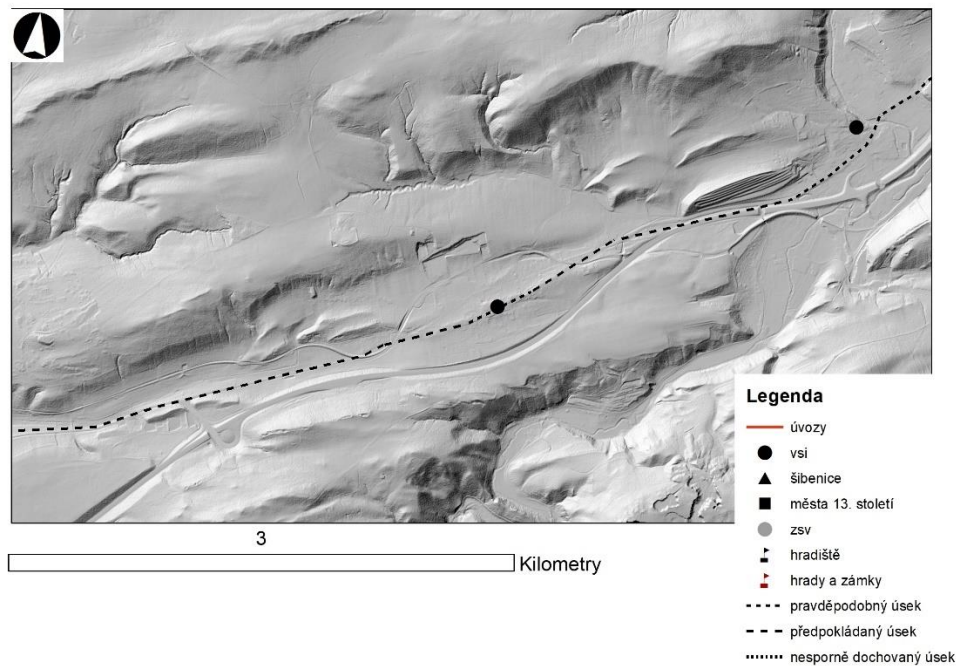 Legenda
úvozy
vsi
šibenice
města 13. století
zsv
hradiště
hrady a zámky
pravděpodobný úsek
předpokládaný úsek
nesporně dochovaný úsek
3
Kilometry